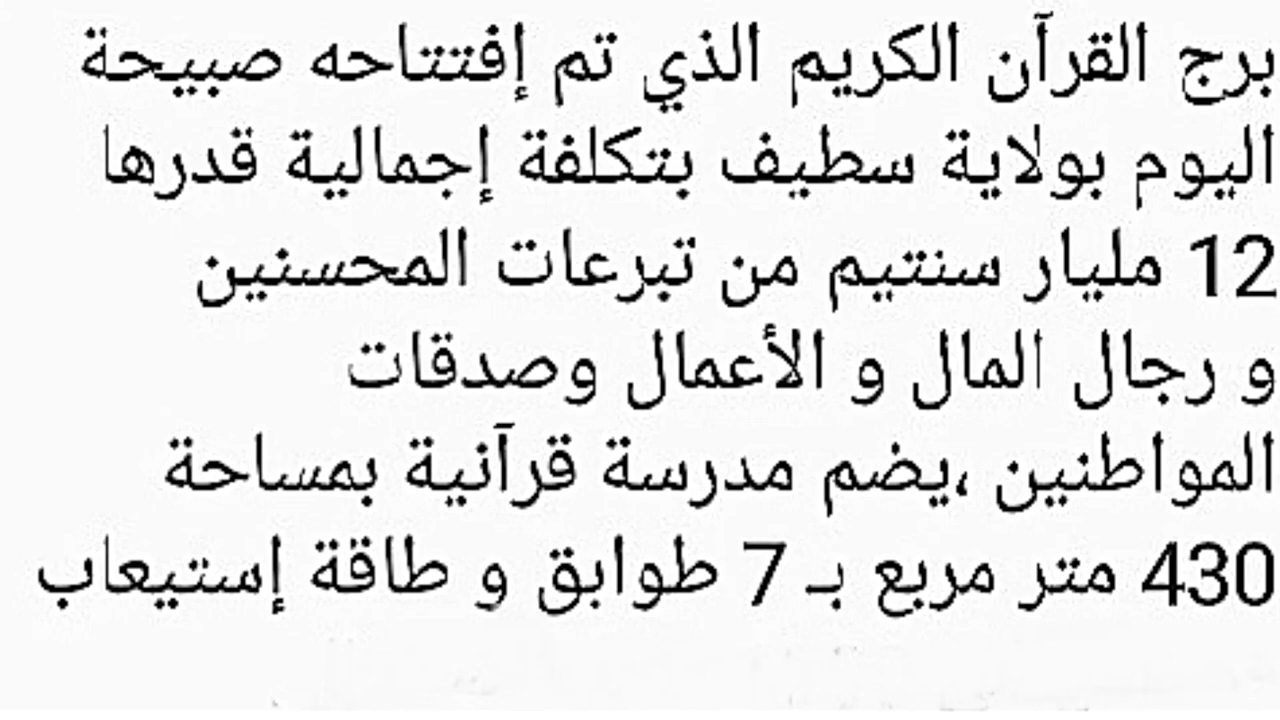 برج القرآن الكريم الذي تم إفتتاحه صبيحة
اليوم بولاية سطيف بتكلفة إجمالية قدرها
12 مليار سنتيم من تبرعات المحسنين
و رجال المال و الأعمال وصدقات
المواطنين ،يضم مدرسة قرآنية بمساحة
430 متر مربع بـ 7 طوابق و طاقة إستيعاب